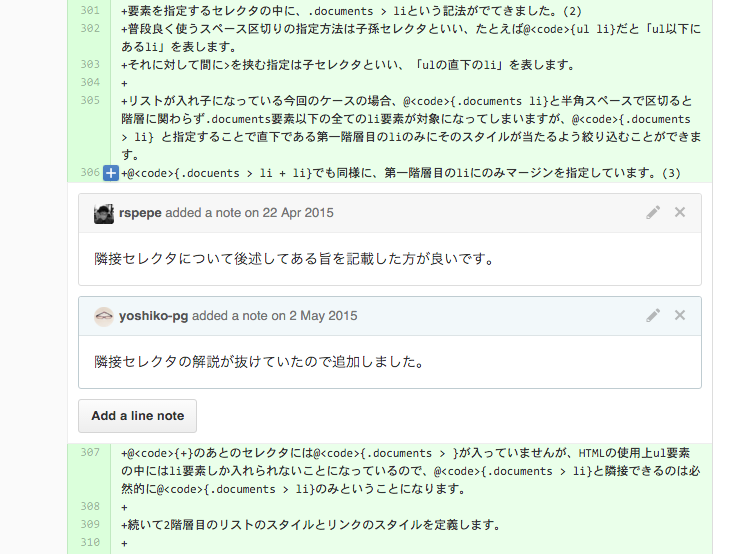 301 +要素を指定するセレクタの中に、.documents > liという記法がでてきました。(2)
302 +普段良く使うスペース区切りの指定方法は子孫セレクタといい、たとえば@<code>{ul li}だと「ul以下に
あるli」を表します。
303 +それに対して間に>を挟む指定は子セレクタといい、「ulの直下のli」を表します。
304 +
305 +リストが入れ子になっている今回のケースの場合、@<code>{.documents li}と半角スペースで区切ると
階層に関わらず.documents要素以下の全てのli要素が対象になってしまいますが、@<code>{.documents
> li} と指定することで直下である第一階層目のliのみにそのスタイルが当たるよう絞り込むことができま
す。
306 +@<code>{.docuents > li + li}でも同様に、第一階層目のliにのみマージンを指定しています。(3)
rspepe added a note on 22 Apr 2015
隣接セレクタについて後述してある旨を記載した方が良いです。
yoshiko-pg added a note on 2 May 2015
隣接セレクタの解説が抜けていたので追加しました。
Add a line note
307 +@<code>{+}のあとのセレクタには@<code>{.documents > }が入っていませんが、HTMLの使用上ul要素
の中にはli要素しか入れられないことになっているので、@<code>{.documents > li}と隣接できるのは必
然的に@<code>{.documents > li}のみということになります。
308 +
309 +続いて2階層目のリストのスタイルとリンクのスタイルを定義します。
310 +